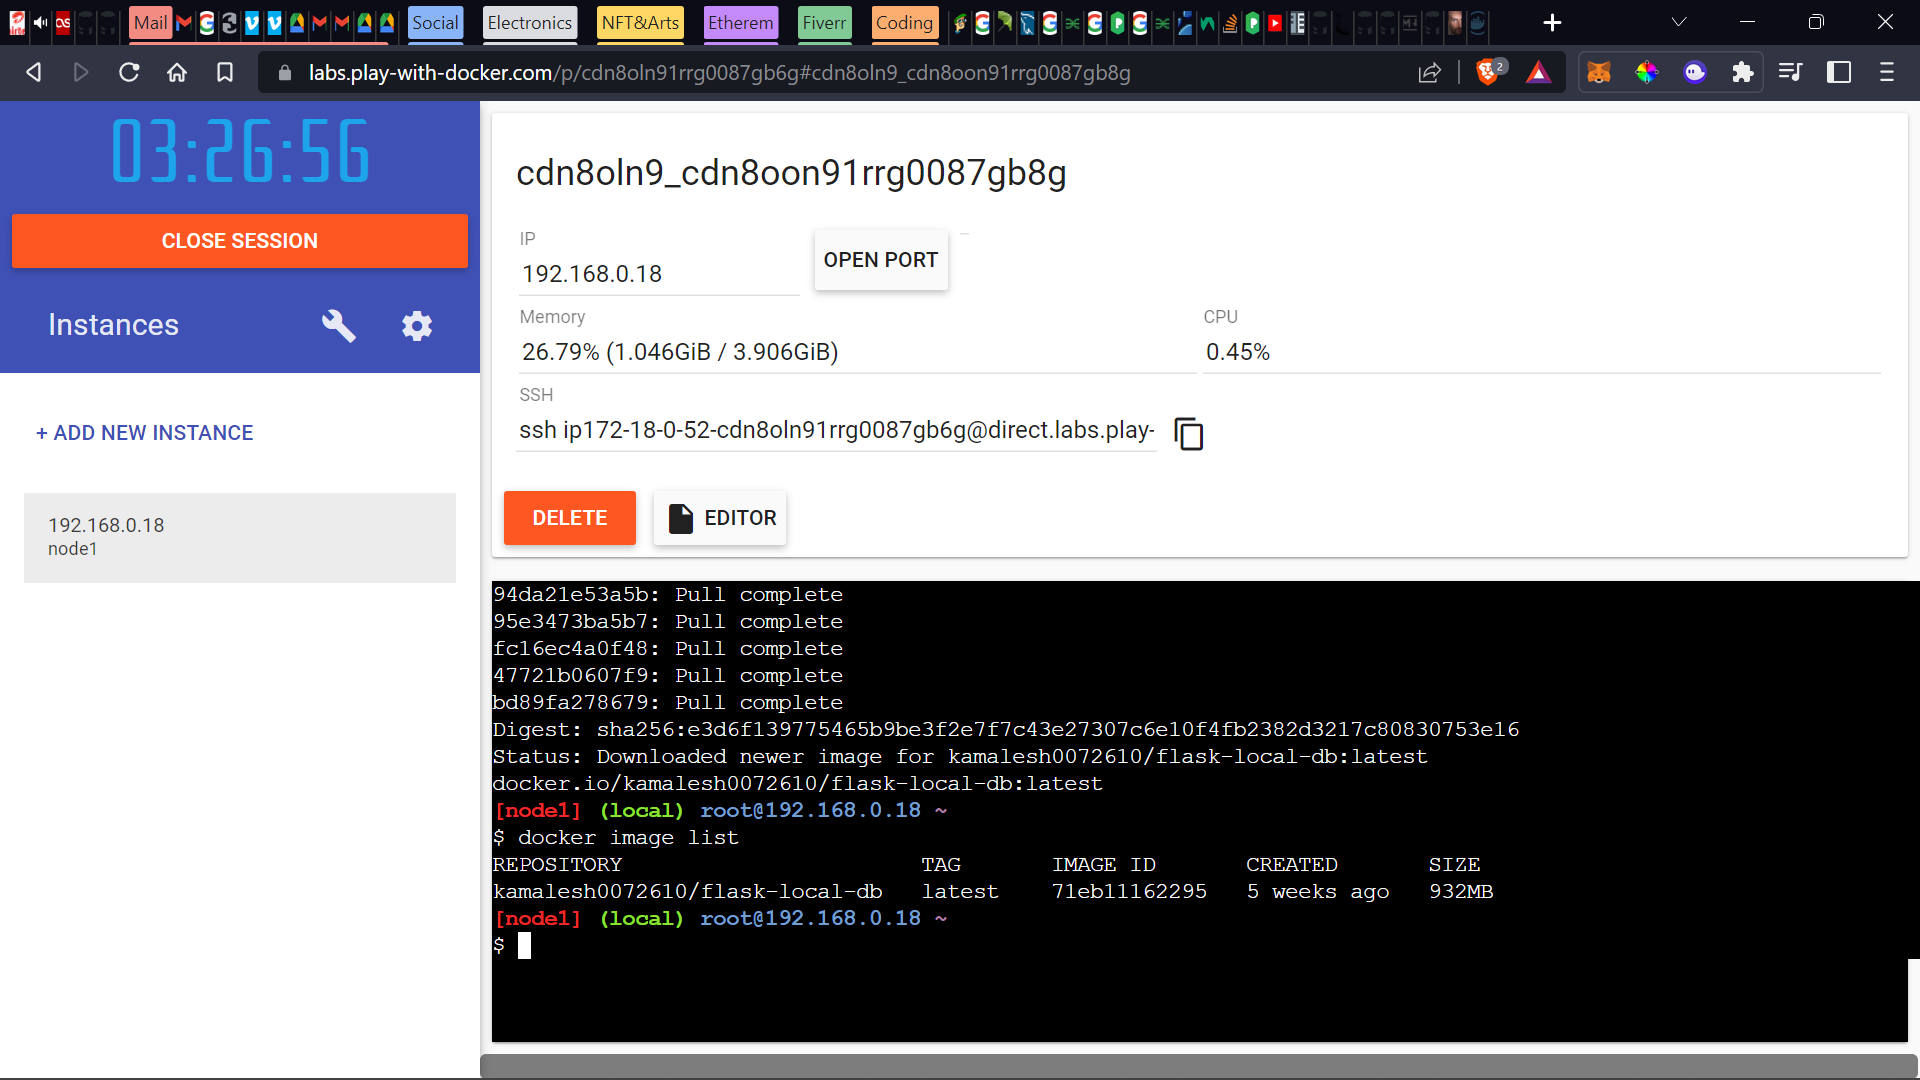 Mail
Social
Electronics
NFT&Arts
Etherem
Fiverr
Coding
labs.play-with-docker.com/p/cdn8oln91rrg0087gb6g#cdn8oln9_cdn8oon91rrg0087gb8g
2
03:26:56
CLOSE SESSION
Instances
+ ADD NEW INSTANCE
192.168.0.18
node1
cdn8oln9_cdn8oon91rrg0087gb8g
IP
192.168.0.18
OPEN PORT
Memory
26.79% (1.046GiB / 3.906GiB)
CPU
0.45%
SSH
ssh ip172-18-0-52-cdn8oln91rrg0087gb6g@direct.labs.play-
DELETE
EDITOR
94da21e53a5b: Pull complete
95e3473ba5b7: Pull complete
fc16ec4a0f48: Pull complete
47721b0607f9: Pull complete
bd89fa278679: Pull complete
Digest: sha256:e3d6f139775465b9be3f2e7f7c43e27307c6e10f4fb2382d3217c80830753e16
Status: Downloaded newer image for kamalesh0072610/flask-local-db:latest
docker.io/kamalesh0072610/flask-local-db:latest
[node1] (local) root@192.168.0.18 ~
$ docker image list
REPOSITORY TAG IMAGE ID CREATED SIZE
kamalesh0072610/flask-local-db latest 71eb11162295 5 weeks ago 932MB
[node1] (local) root@192.168.0.18 ~
$